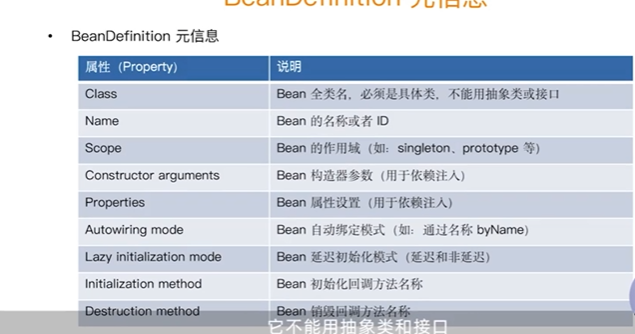 BeanDefinition 元信息
• BeanDefinition 元信息
属性（Property） 说明
Class Bean 全类名，必须是具体类，不能用抽象类或接口
Name Bean 的名称或者 ID
Scope Bean 的作用域（如：singleton、prototype 等）
Constructor arguments Bean 构造器参数（用于依赖注入）
Properties Bean 属性设置（用于依赖注入）
Autowiring mode Bean 自动绑定模式（如：通过名称 byName）
Lazy initialization mode Bean 延迟初始化模式（延迟和非延迟）
Initialization method Bean 初始化回调方法名称
Destruction method Bean 销毁回调方法名称
它不能用抽象类和接口